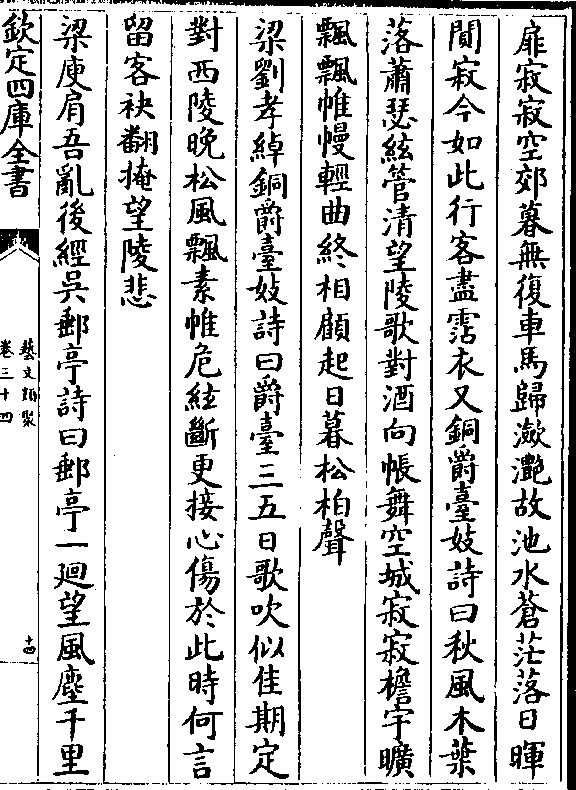 扉寂寂空郊暮無復車馬歸瀲灧故池水蒼茫落日暉
閒寂今如此行客盡霑衣又銅爵臺妓詩曰秋風木葉
落蕭瑟絃管清望陵歌對酒向帳舞空城寂寂檐宇曠
飄飄帷幔輕曲終相顧起日暮松柏聲
梁劉孝綽銅爵臺妓詩曰爵臺三五日歌吹似佳期定
對西陵晚松風飄素帷危絃斷更接心傷於此時何言
留客袂翻掩望陵悲
梁庾肩吾亂後經吳郵亭詩曰郵亭一廻望風塵千里
欽定四庫全書
藝文類聚
卷三十四
十四